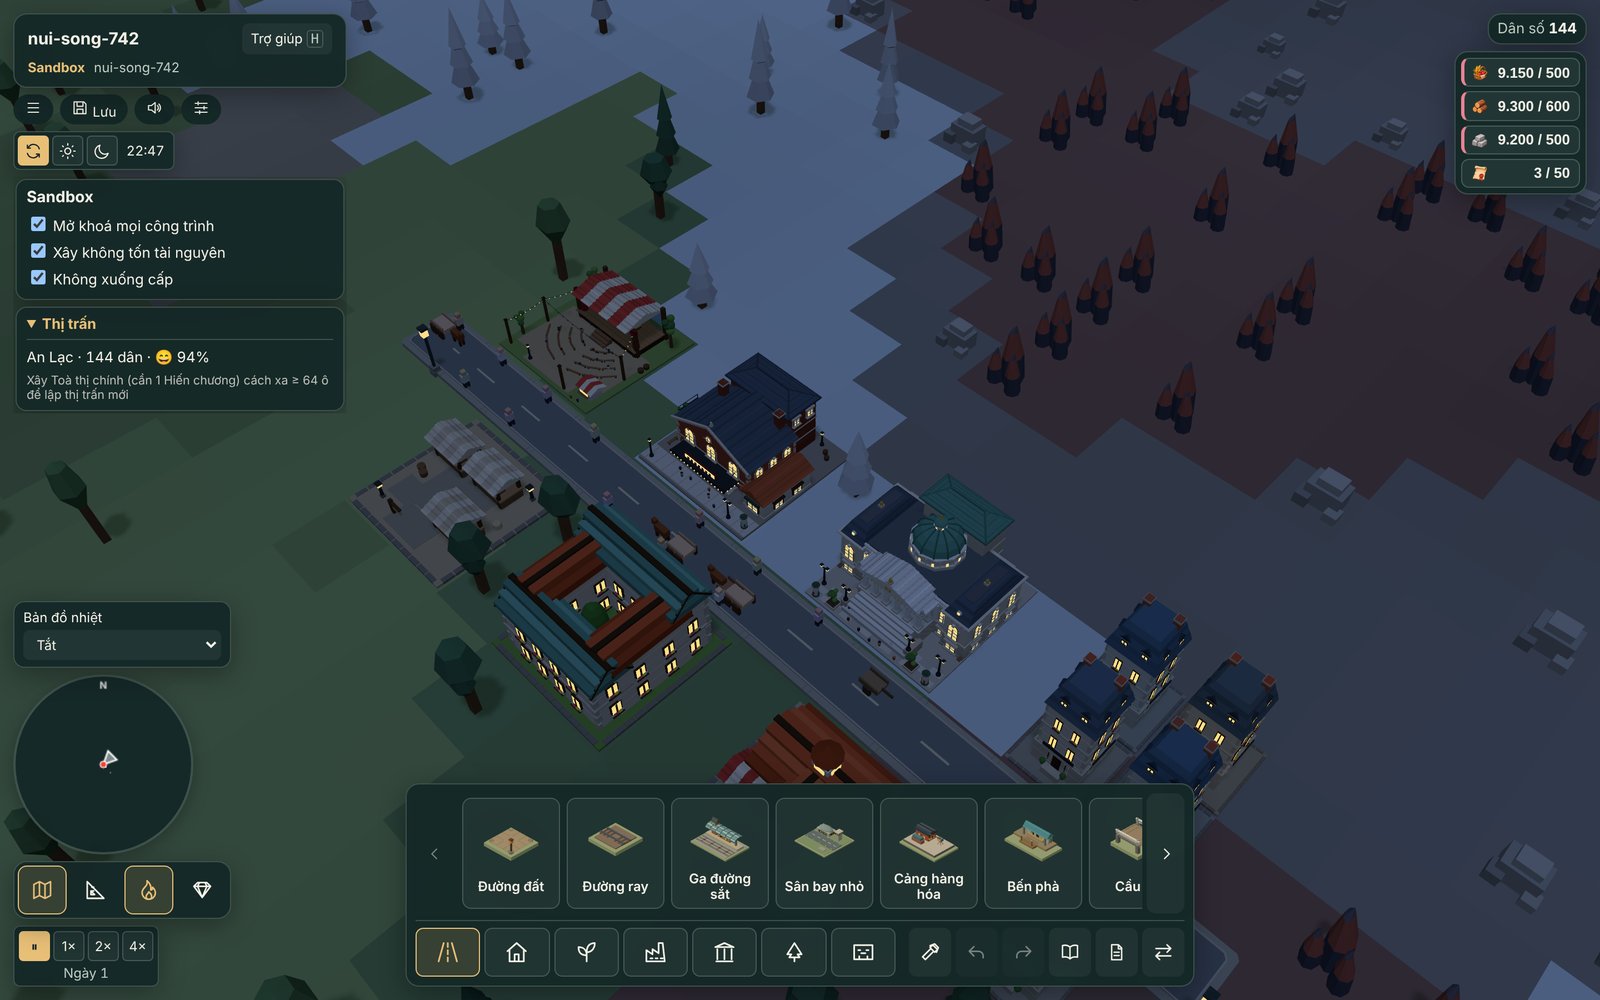 nui-song-742
Trợ giúp H
Sandbox nui-song-742
Lưu
22:47
Sandbox
Mở khoá mọi công trình
Xây không tốn tài nguyên
Không xuống cấp
Thị trấn
An Lạc · 144 dân · 😄 94%
Xây Toà thị chính (cần 1 Hiến chương) cách xa ≥ 64 ô
để lập thị trấn mới
Dân số 144
9.150 / 500
9.300 / 600
9.200 / 500
3 / 50
Bản đồ nhiệt
Tắt
N
1×
2×
4×
Ngày 1
Đường đất
Đường ray
Ga đường
sắt
Sân bay nhỏ
Cảng hàng
hóa
Bến phà
Cầu